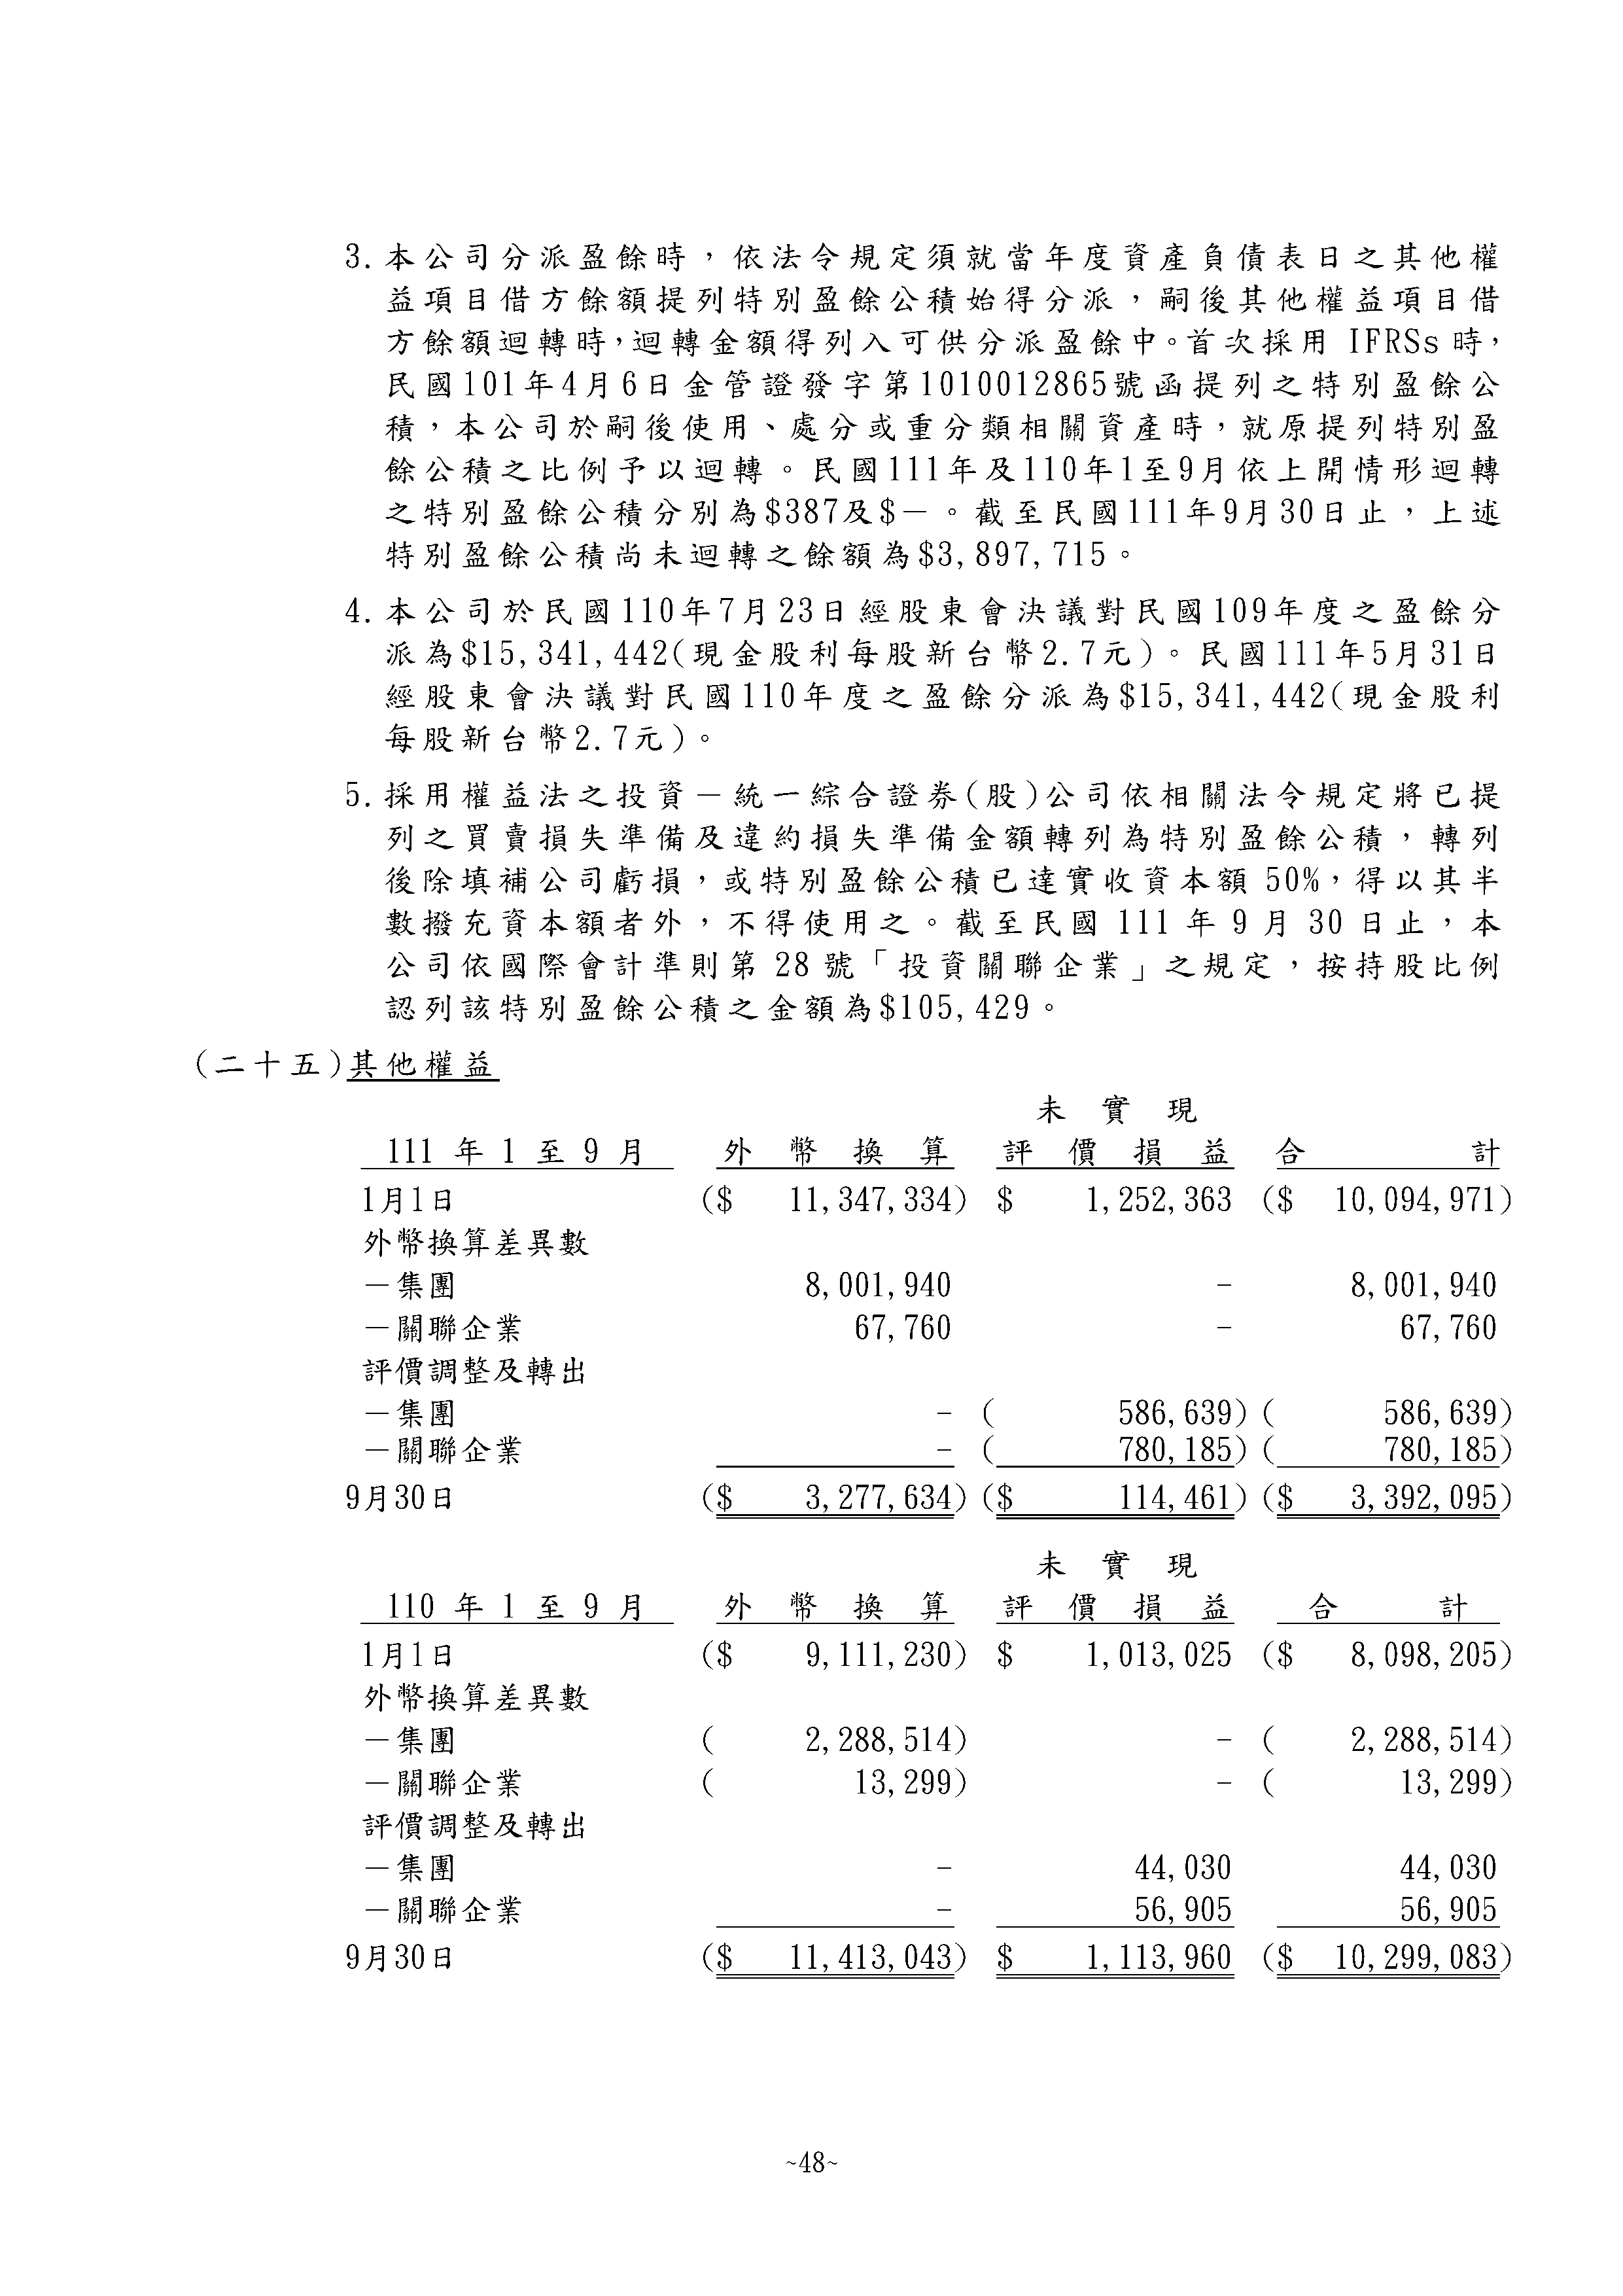 3. 本公司分派盈餘時，依法令規定須就當年度資產負債表日之其他權
益項目借方餘額提列特別盈餘公積始得分派，嗣後其他權益項目借
方餘額迴轉時，迴轉金額得列入可供分派盈餘中。首次採用 IFRSs 時，
民國101年4月6日金管證發字第1010012865號函提列之特別盈餘公
積，本公司於嗣後使用、處分或重分類相關資產時，就原提列特別盈
餘公積之比例予以迴轉。民國111年及110年1至9月依上開情形迴轉
之特別盈餘公積分別為$387及$－。截至民國111年9月30日止，上述
特別盈餘公積尚未迴轉之餘額為$3,897,715。
4. 本公司於民國110年7月23日經股東會決議對民國109年度之盈餘分
派為$15,341,442(現金股利每股新台幣2.7元)。民國111年5月31日
經股東會決議對民國110年度之盈餘分派為$15,341,442(現金股利
每股新台幣2.7元)。
5. 採用權益法之投資－統一綜合證券(股)公司依相關法令規定將已提
列之買賣損失準備及違約損失準備金額轉列為特別盈餘公積，轉列
後除填補公司虧損，或特別盈餘公積已達實收資本額 50%，得以其半
數撥充資本額者外，不得使用之。截至民國 111 年 9 月 30 日止，本
公司依國際會計準則第 28 號「投資關聯企業」之規定，按持股比例
認列該特別盈餘公積之金額為$105,429。
(二十五)其他權益
未實現
111 年 1 至 9 月 外幣換算 評價損益 合計
1月1日 ($ 11,347,334) $ 1,252,363 ($ 10,094,971)
外幣換算差異數
－集團 8,001,940 - 8,001,940
－關聯企業 67,760 - 67,760
評價調整及轉出
－集團 - ( 586,639) ( 586,639)
－關聯企業 - ( 780,185) ( 780,185)
9月30日 ($ 3,277,634) ($ 114,461) ($ 3,392,095)
未實現
110 年 1 至 9 月 外幣換算 評價損益 合計
1月1日 ($ 9,111,230) $ 1,013,025 ($ 8,098,205)
外幣換算差異數
－集團 ( 2,288,514) - ( 2,288,514)
－關聯企業 ( 13,299) - ( 13,299)
評價調整及轉出
－集團 - 44,030 44,030
－關聯企業 - 56,905 56,905
9月30日 ($ 11,413,043) $ 1,113,960 ($ 10,299,083)
~48~